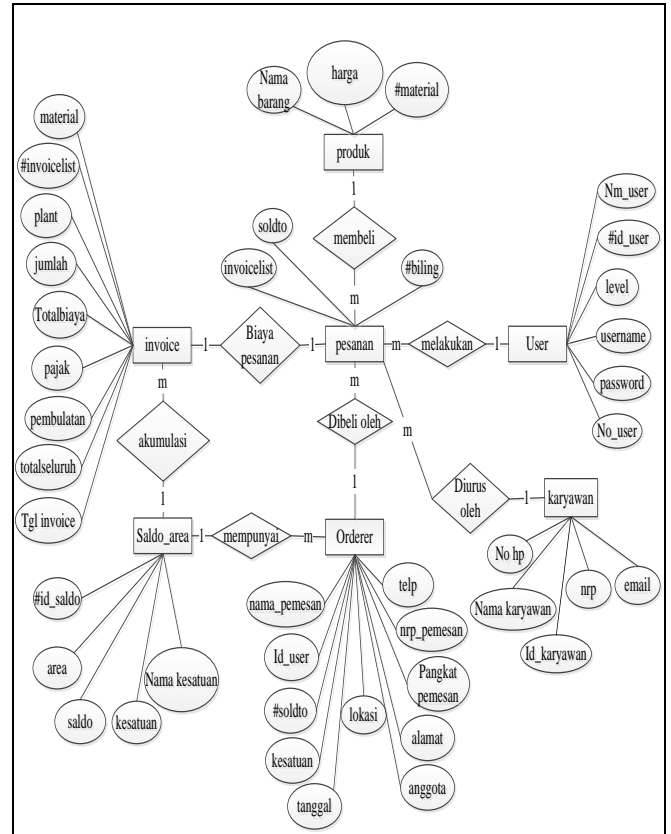 Nama
barang
harga
#material
produk
1
membeli
m
material
#invoicelist
plant
jumlah
Totalbiaya
pajak
pembulatan
totalseluruh
Tgl invoice
soldto
invoicelist
#biling
Nm_user
#id_user
level
username
password
No_user
invoice
1
Biaya
pesanan
1
pesanan
m
melakukan
1
User
m
akumulasi
1
m
Dibeli oleh
1
m
Diurus
oleh
1
karyawan
No hp
Nama karyawan
Id_karyawan
nrp
email
Saldo_area
1
mempunyai
m
Orderer
#id_saldo
area
saldo
kesatuan
Nama kesatuan
nama_pemesan
Id_user
#soldto
kesatuan
tanggal
lokasi
telp
nrp_pemesan
Pangkat
pemesan
alamat
anggota